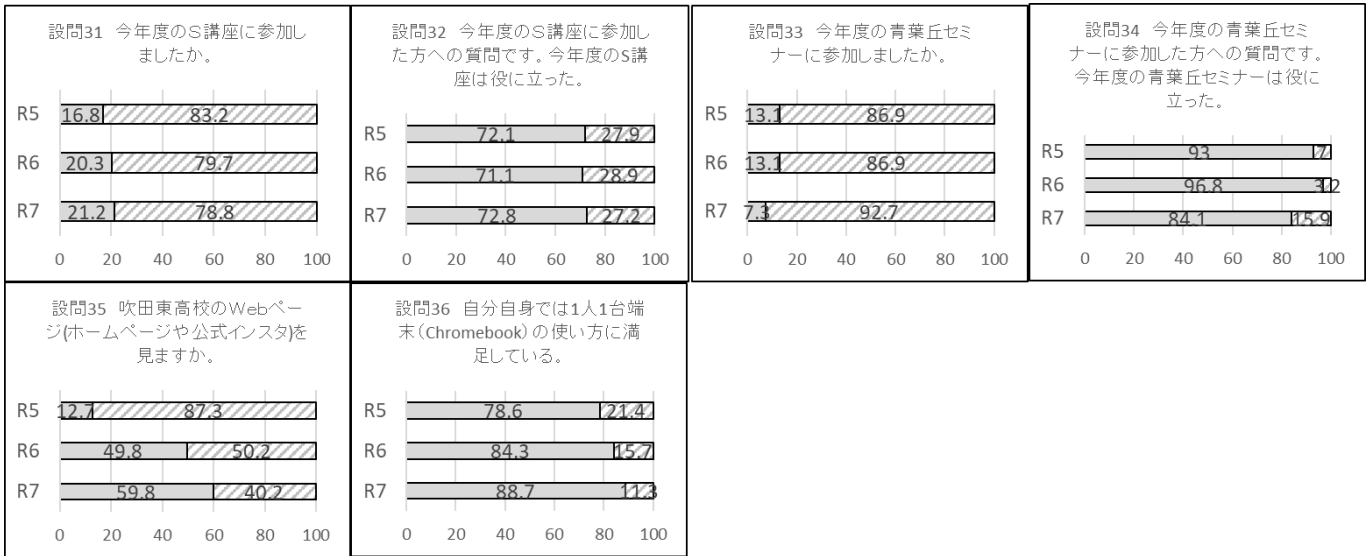 設問31 今年度のS講座に参加し
ましたか。
R5 16.8 83.2
R6 20.3 79.7
R7 21.2 78.8
0 20 40 60 80 100
設問32 今年度のS講座に参加し
た方への質問です。今年度のS講
座は役に立った。
R5 72.1 27.9
R6 71.1 28.9
R7 72.8 27.2
0 20 40 60 80 100
設問33 今年度の青葉丘セミ
ナーに参加しましたか。
R5 13.1 86.9
R6 13.1 86.9
R7 7.3 92.7
0 20 40 60 80 100
設問34 今年度の青葉丘セミ
ナーに参加した方への質問です。
今年度の青葉丘セミナーは役に
立った。
R5 93 7
R6 96.8 3.2
R7 84.1 15.9
0 20 40 60 80 100
設問35 吹田東高校のWebペー
ジ(ホームページや公式インスタ)を
見ますか。
R5 12.7 87.3
R6 49.8 50.2
R7 59.8 40.2
0 20 40 60 80 100
設問36 自分自身では1人1台端
末(Chromebook)の使い方に満
足している。
R5 78.6 21.4
R6 84.3 15.7
R7 88.7 11.3
0 20 40 60 80 100